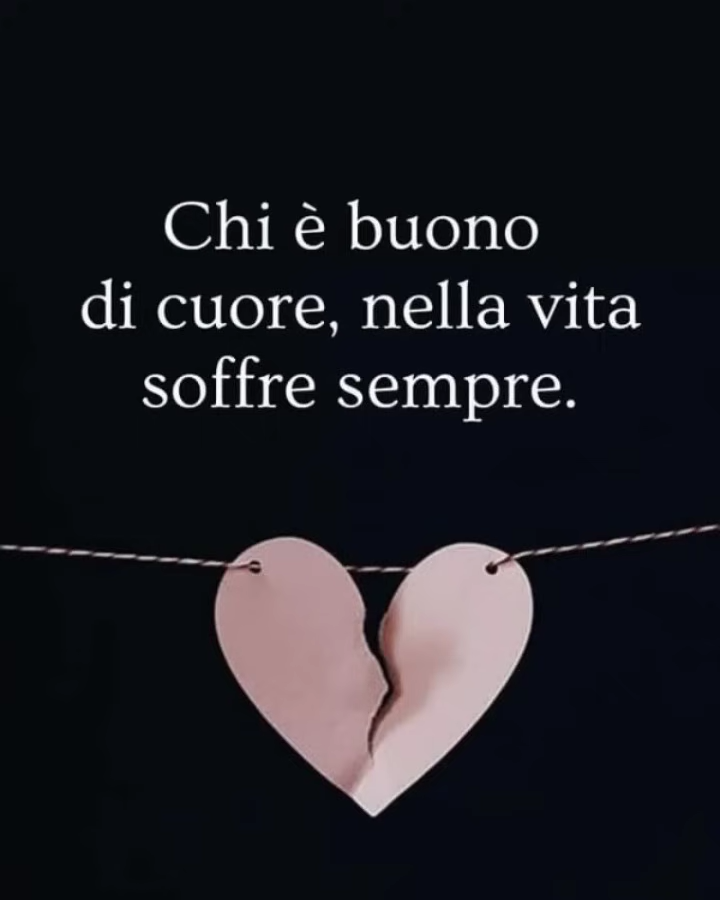 Chi è buono
di cuore, nella vita
soffre sempre.